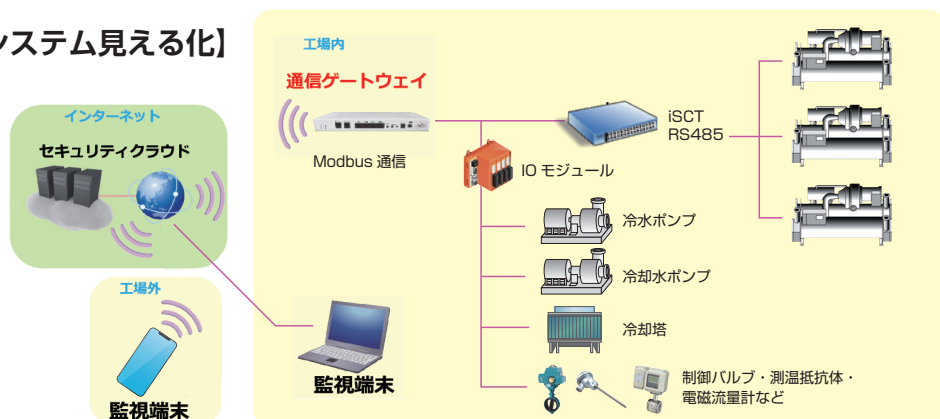 システム見える化】
工場内
通信ゲートウェイ
Modbus 通信
iSCT
RS485
IO モジュール
インターネット
セキュリティクラウド
冷水ポンプ
冷却水ポンプ
冷却塔
工場外
監視端末
監視端末
制御バルブ・測温抵抗体・
電磁流量計など